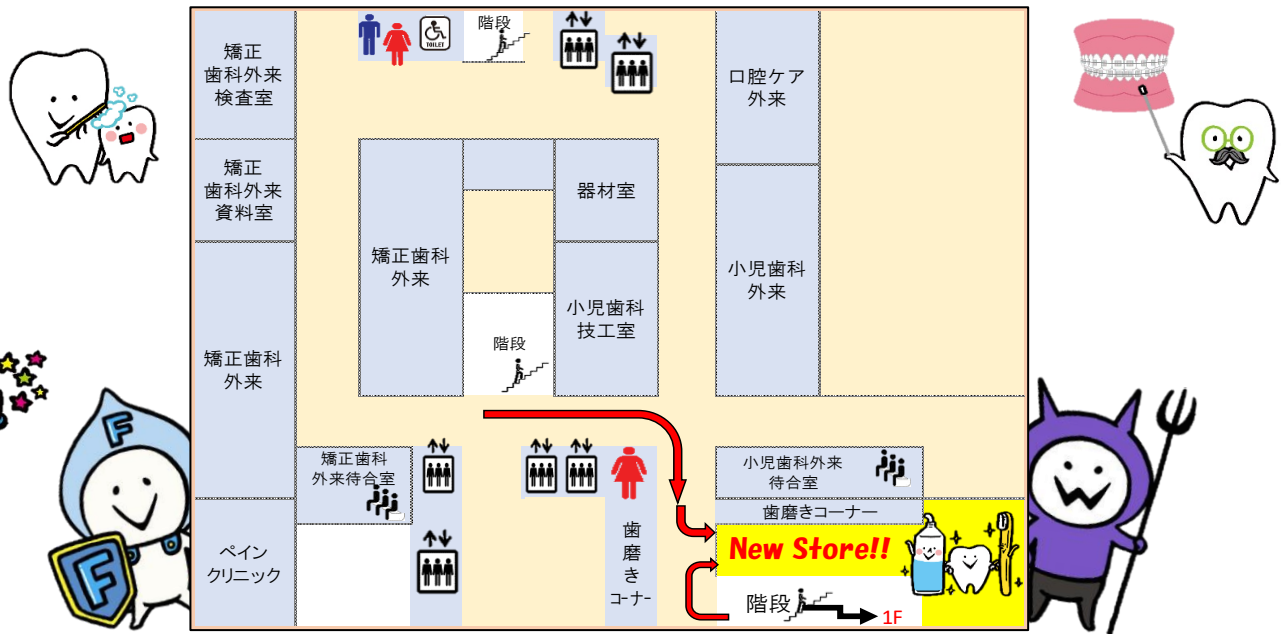 矯正
歯科外来
検査室
TOILET
階段
口腔ケア
外来
矯正
歯科外来
資料室
矯正歯科
外来
器材室
小児歯科
技工室
階段
小児歯科
外来
矯正歯科
外来
矯正歯科
外来待合室
小児歯科外来
待合室
歯磨きコーナー
ペイン
クリニック
歯
磨
き
コーナー
New Store!!
階段
1F
F
F